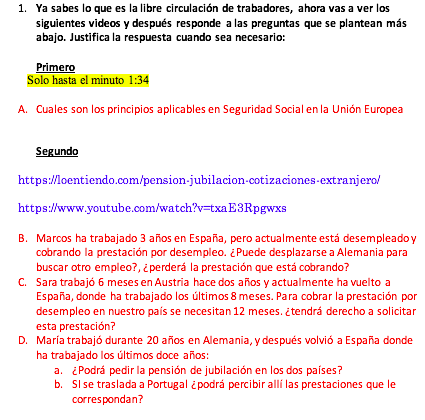 1. Ya sabes lo que es la libre circulación de trabadores, ahora vas a ver los
siguientes videos y después responde a las preguntas que se plantean más
abajo. Justifica la respuesta cuando sea necesario:
Primero
Solo hasta el minuto 1:34
A. Cuales son los principios aplicables en Seguridad Social en la Unión Europea
Segundo
https://loentiendo.com/pension-jubilacion-cotizaciones-extranjero/
https://www.youtube.com/watch?v=txaE3Rpgwxs
B. Marcos ha trabajado 3 años en España, pero actualmente está desempleado y
cobrando la prestación por desempleo. ¿Puede desplazarse a Alemania para
buscar otro empleo?, ¿perderá la prestación que está cobrando?
C. Sara trabajó 6 meses en Austria hace dos años y actualmente ha vuelto a
España, donde ha trabajado los últimos 8 meses. Para cobrar la prestación por
desempleo en nuestro país se necesitan 12 meses. ¿tendrá derecho a solicitar
esta prestación?
D. María trabajó durante 20 años en Alemania, y después volvió a España donde
ha trabajado los últimos doce años:
a. ¿Podrá pedir la pensión de jubilación en los dos países?
b. SI se traslada a Portugal ¿podrá percibir allí las prestaciones que le
correspondan?